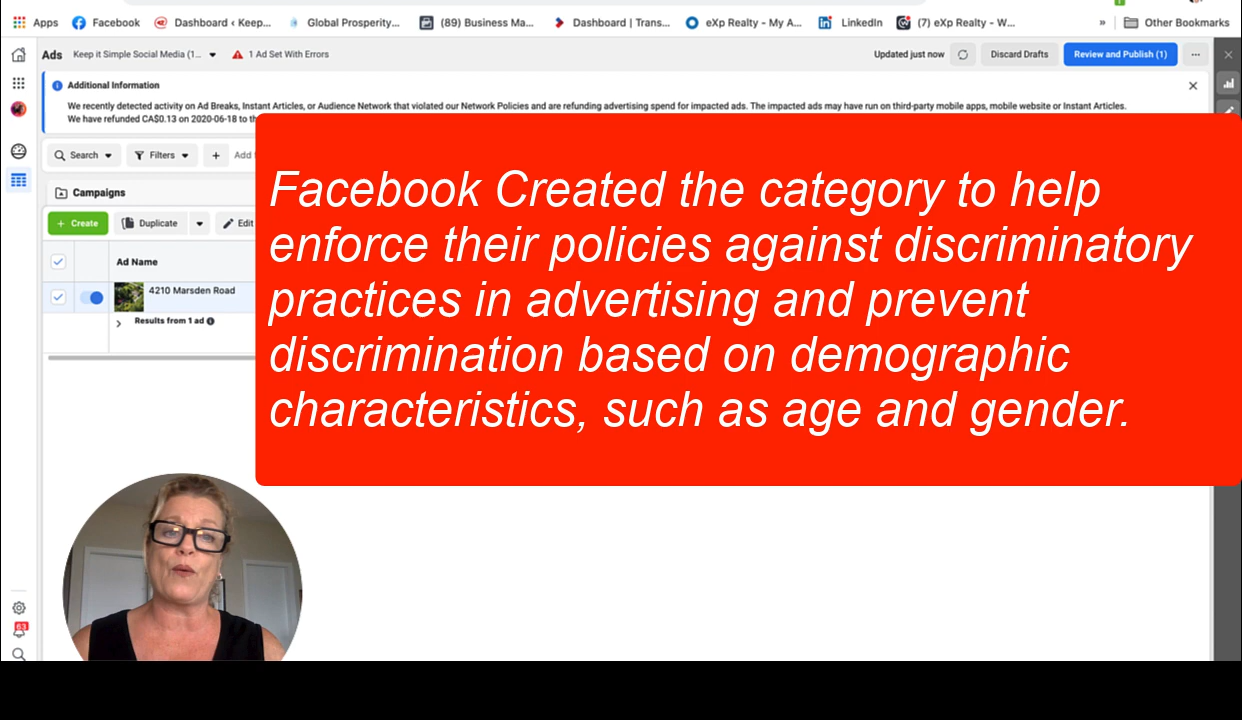 Apps Facebook Dashboard ‹ Keep... Global Prosperity... (89) Business Ma... Dashboard | Trans... eXp Realty - My A... LinkedIn (7) eXp Realty - W... » Other Bookmarks
Ads Keep it Simple Social Media (1... 1 Ad Set With Errors Updated just now Discard Drafts Review and Publish (1) ...
Additional Information
We recently detected activity on Ad Breaks, Instant Articles, or Audience Network that violated our Network Policies and are refunding advertising spend for impacted ads. The impacted ads may have run on third-party mobile apps, mobile website or Instant Articles.
We have refunded CA$0.13 on 2020-06-18 to
Search Filters + Add
Campaigns
+ Create Duplicate Edit
Ad Name
4210 Marsden Road
Results from 1 ad
Facebook Created the category to help
enforce their policies against discriminatory
practices in advertising and prevent
discrimination based on demographic
characteristics, such as age and gender.
63